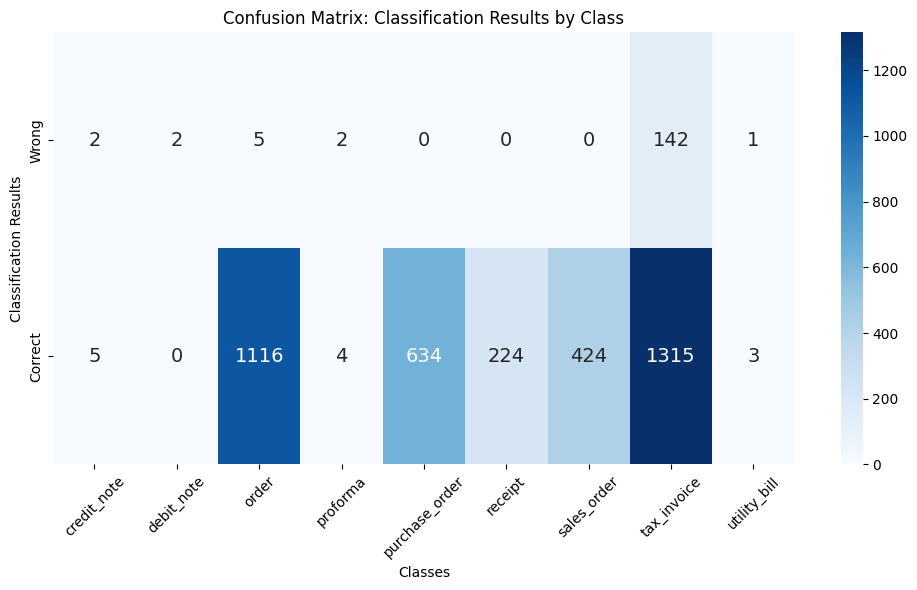 Confusion Matrix: Classification Results by Class
Classification Results
Wrong
2 2 5 2 0 0 0 142 1
Correct
5 0 1116 4 634 224 424 1315 3
credit_note debit_note order proforma purchase_order receipt sales_order tax_invoice utility_bill
Classes
1200
1000
800
600
400
200
0